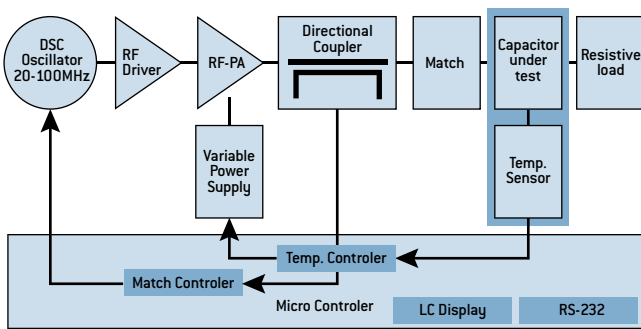 DSC
Oscillator
20-100MHz
RF
Driver
RF-PA
Directional
Coupler
Match
Capacitor
under
test
Resistive
load
Variable
Power
Supply
Temp.
Sensor
Temp. Controler
Match Controler
Micro Controler
LC Display
RS-232